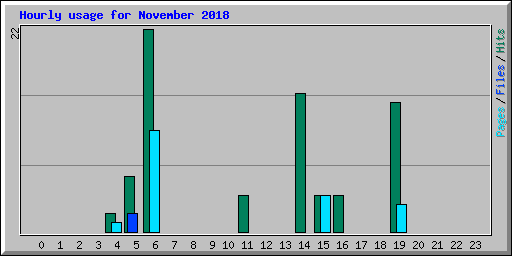 Hourly usage for November 2018
22
Pages/Files/Hits
0 1 2 3 4 5 6 7 8 9 10 11 12 13 14 15 16 17 18 19 20 21 22 23